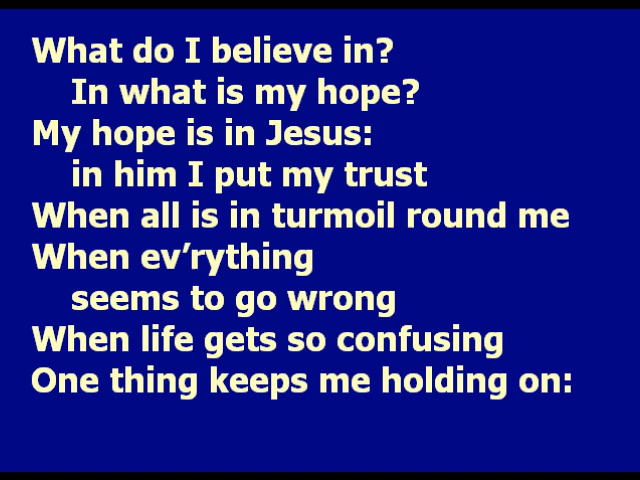 What do I believe in?
In what is my hope?
My hope is in Jesus:
in him I put my trust
When all is in turmoil round me
When ev’rything
seems to go wrong
When life gets so confusing
One thing keeps me holding on: